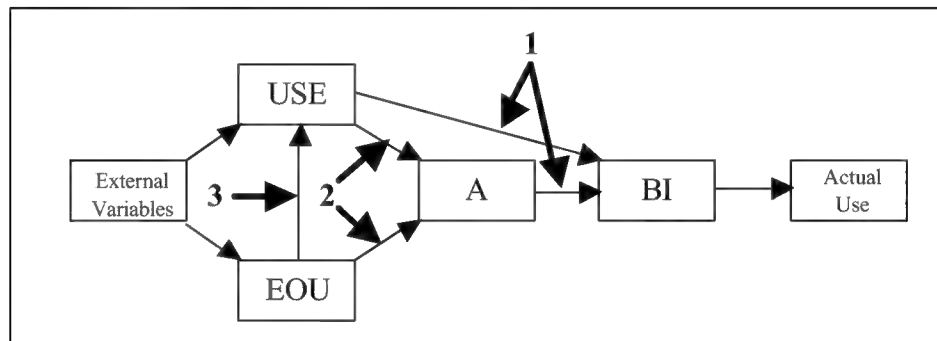 1
USE
External
Variables
3
2
A
BI
Actual
Use
EOU